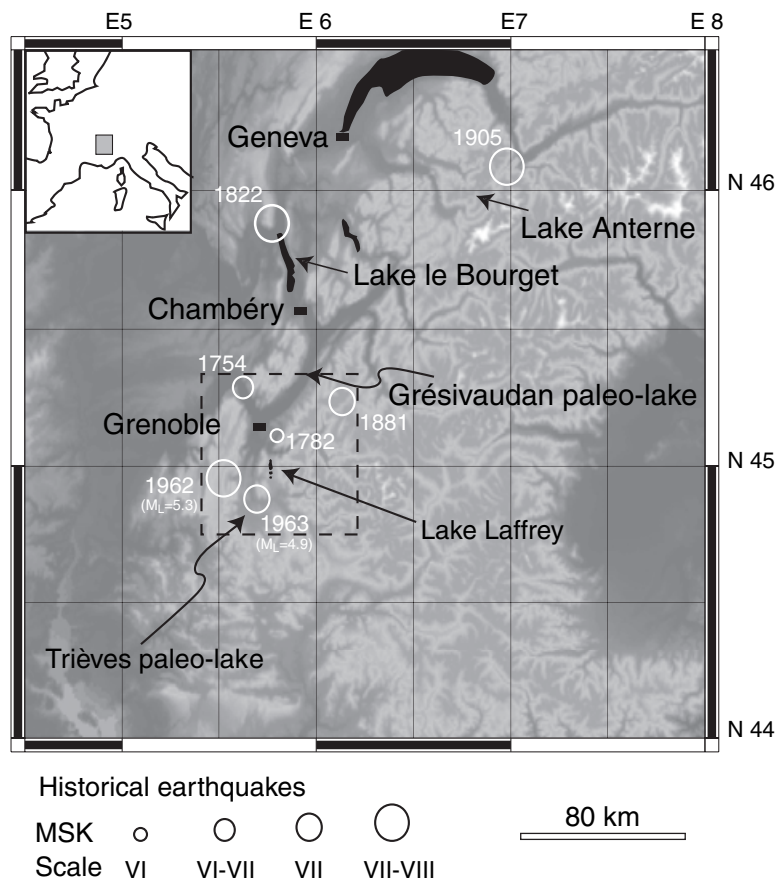 E5 E 6 E7 E 8
Geneva
1905
N 46
1822
Lake Anterne
Lake le Bourget
Chambéry
1754
Grésivaudan paleo-lake
Grenoble
1881
1782
N 45
1962
(ML=5.3)
1963
(ML=4.9)
Lake Laffrey
Trièves paleo-lake
N 44
Historical earthquakes
MSK
Scale VI VI-VII VII VII-VIII
80 km